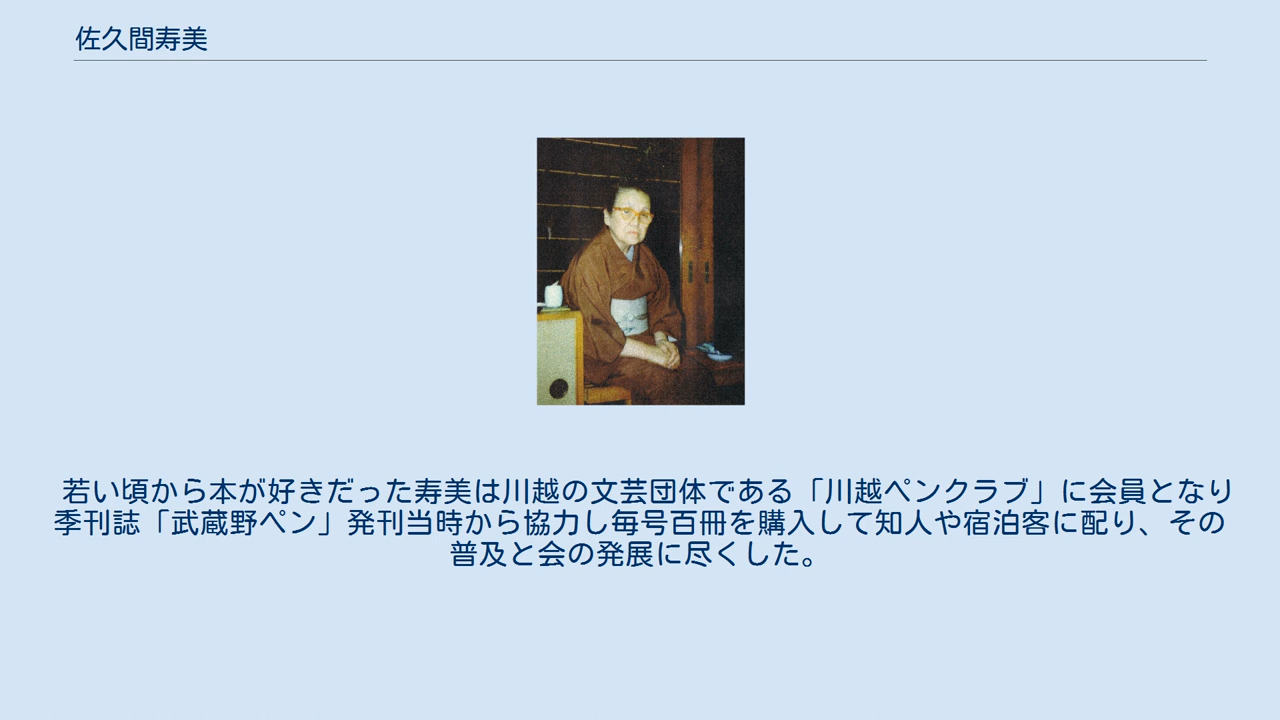 佐久間寿美
若い頃から本が好きだった寿美は川越の文芸団体である「川越ペンクラブ」に会員となり
季刊誌「武蔵野ペン」発刊当時から協力し毎号百冊を購入して知人や宿泊客に配り、その
普及と会の発展に尽くした。